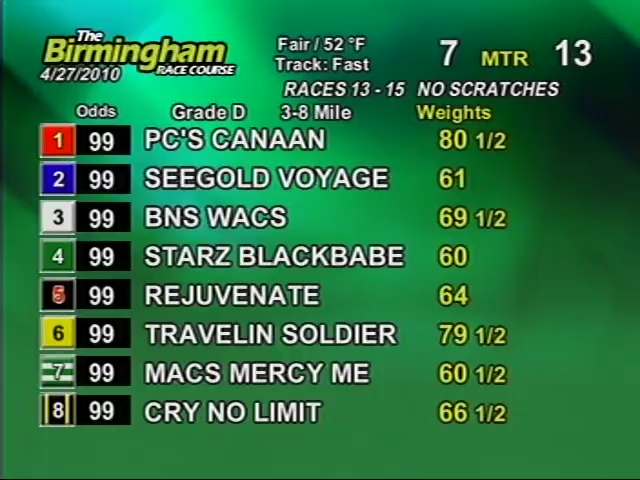 The
Birmingham
RACE COURSE
4/27/2010
Fair / 52 °F
Track: Fast
7 MTR 13
RACES 13 - 15 NO SCRATCHES
Odds Grade D 3-8 Mile Weights
1 99 PC'S CANAAN 80 1/2
2 99 SEEGOLD VOYAGE 61
3 99 BNS WACS 69 1/2
4 99 STARZ BLACKBABE 60
5 99 REJUVENATE 64
6 99 TRAVELIN SOLDIER 79 1/2
7 99 MACS MERCY ME 60 1/2
8 99 CRY NO LIMIT 66 1/2